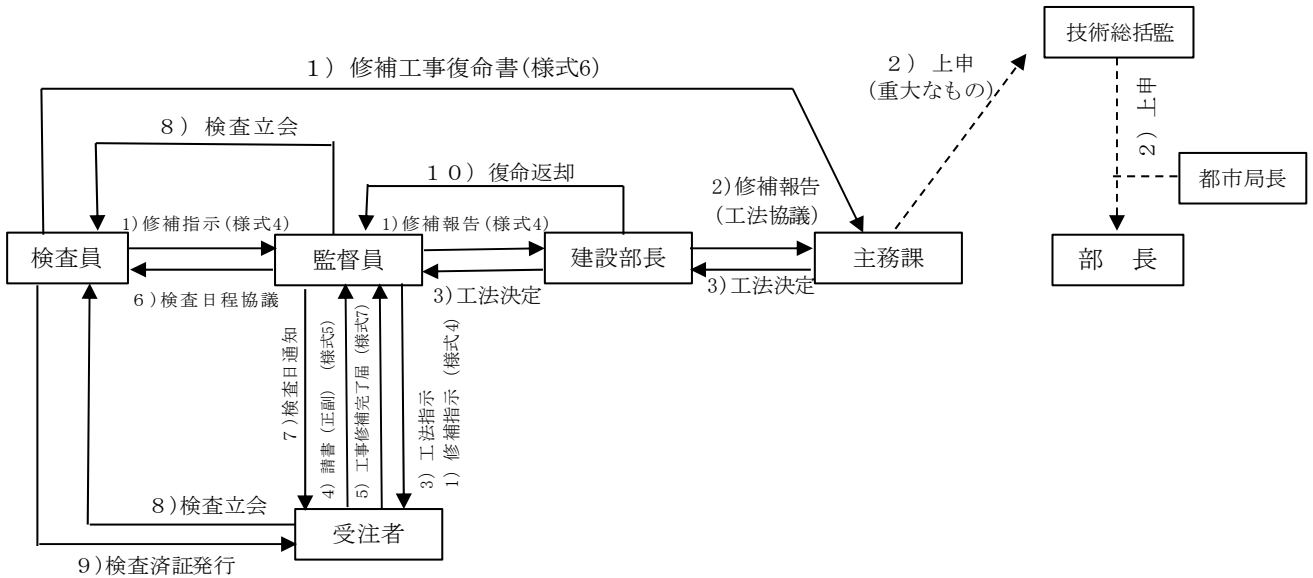 技術総括監
1) 修補工事復命書(様式6)
2) 上申
(重大なもの)
2) 上申
8) 検査立会
10) 復命返却
2)修補報告
(工法協議)
都市局長
1)修補指示(様式4)
1)修補報告(様式4)
検査員
監督員
建設部長
主務課
部 長
6)検査日程協議
3)工法決定
3)工法決定
7)検査日通知
4) 請書(正副) (様式5)
5) 工事修補完了届 (様式7)
3) 工法指示
1) 修補指示 (様式4)
8)検査立会
受注者
9)検査済証発行